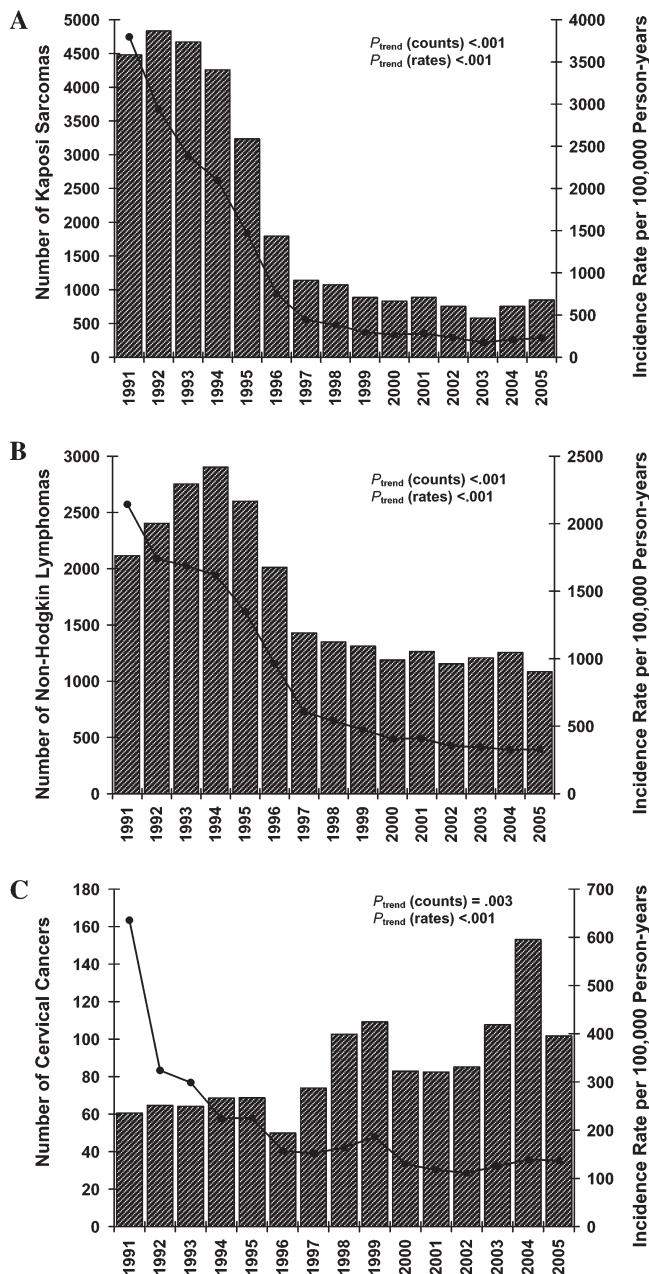 A
P trend (counts) <.001
P trend (rates) <.001
Number of Kaposi Sarcomas
5000
4500
4000
3500
3000
2500
2000
1500
1000
500
0
4000
3500
3000
2500
2000
1500
1000
500
0
Incidence Rate per 100,000 Person-years
1991 1992 1993 1994 1995 1996 1997 1998 1999 2000 2001 2002 2003 2004 2005
B
P trend (counts) <.001
P trend (rates) <.001
Number of Non-Hodgkin Lymphomas
3000
2500
2000
1500
1000
500
0
2500
2000
1500
1000
500
0
Incidence Rate per 100,000 Person-years
1991 1992 1993 1994 1995 1996 1997 1998 1999 2000 2001 2002 2003 2004 2005
C
P trend (counts) = .003
P trend (rates) <.001
Number of Cervical Cancers
180
160
140
120
100
80
60
40
20
0
700
600
500
400
300
200
100
0
Incidence Rate per 100,000 Person-years
1991 1992 1993 1994 1995 1996 1997 1998 1999 2000 2001 2002 2003 2004 2005